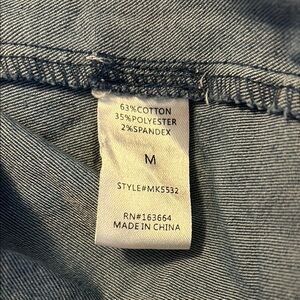 63%COTTON
35%POLYESTER
2%SPANDEX
M
STYLE#MK5532
RN#163664
MADE IN CHINA